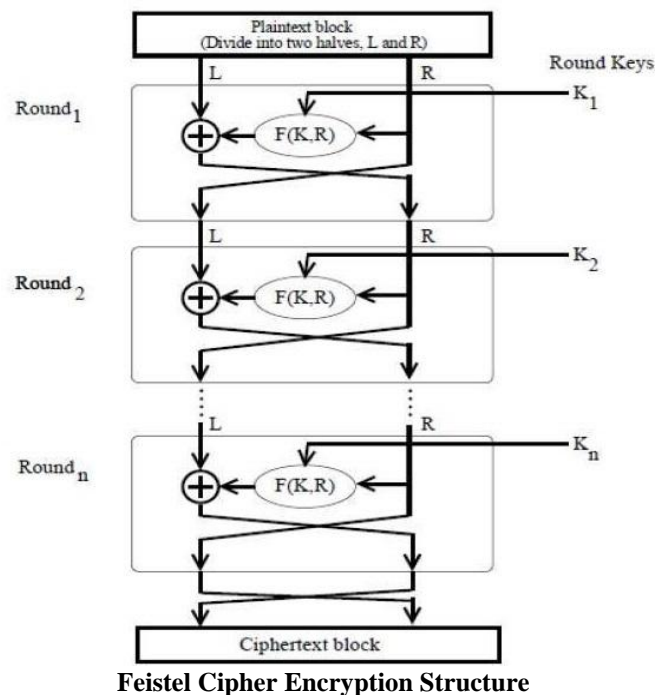 Plaintext block
(Divide into two halves, L and R)
L R Round Keys
Round1 K1
F(K,R)
L R
Round2 K2
F(K,R)
L R
Roundn Kn
F(K,R)
Ciphertext block
Feistel Cipher Encryption Structure